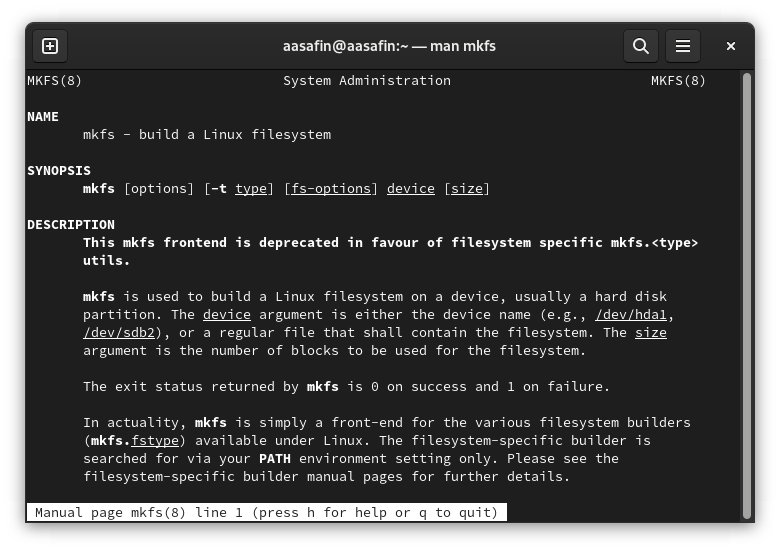 aasafin@aasafin:~ — man mkfs
MKFS(8) System Administration MKFS(8)
NAME
mkfs - build a Linux filesystem
SYNOPSIS
mkfs [options] [-t type] [fs-options] device [size]
DESCRIPTION
This mkfs frontend is deprecated in favour of filesystem specific mkfs.<type>
utils.
mkfs is used to build a Linux filesystem on a device, usually a hard disk
partition. The device argument is either the device name (e.g., /dev/hda1,
/dev/sdb2), or a regular file that shall contain the filesystem. The size
argument is the number of blocks to be used for the filesystem.
The exit status returned by mkfs is 0 on success and 1 on failure.
In actuality, mkfs is simply a front-end for the various filesystem builders
(mkfs.fstype) available under Linux. The filesystem-specific builder is
searched for via your PATH environment setting only. Please see the
filesystem-specific builder manual pages for further details.
Manual page mkfs(8) line 1 (press h for help or q to quit)